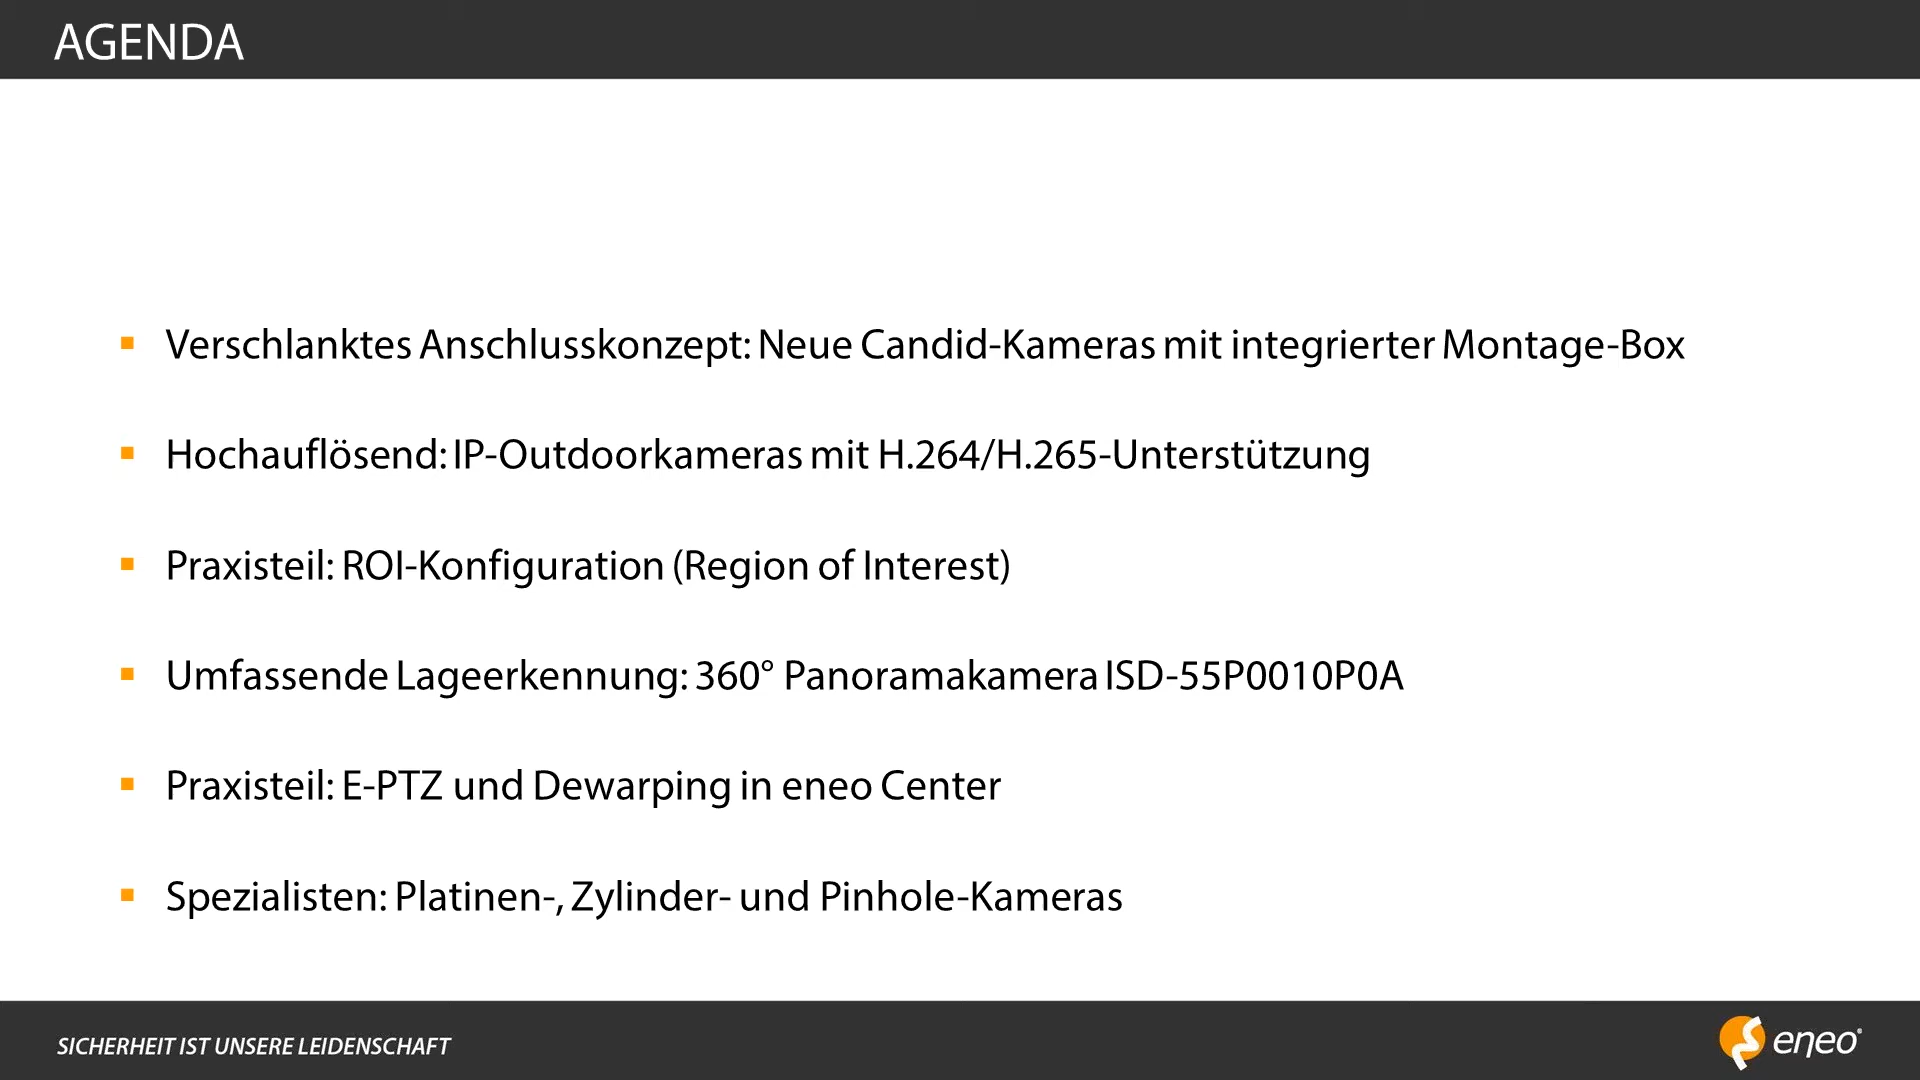 AGENDA
▪ Verschlanktes Anschlusskonzept: Neue Candid-Kameras mit integrierter Montage-Box
▪ Hochauflösend: IP-Outdoorkameras mit H.264/H.265-Unterstützung
▪ Praxisteil: ROI-Konfiguration (Region of Interest)
▪ Umfassende Lageerkennung: 360° Panoramakamera ISD-55P0010P0A
▪ Praxisteil: E-PTZ und Dewarping in eneo Center
▪ Spezialisten: Platinen-, Zylinder- und Pinhole-Kameras
SICHERHEIT IST UNSERE LEIDENSCHAFT
eneo®